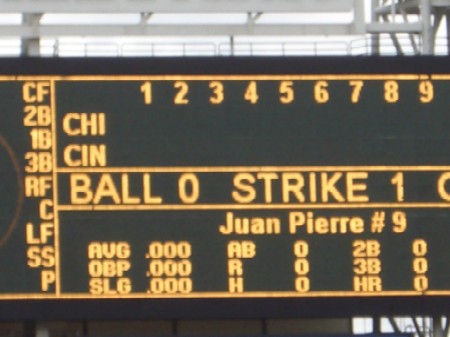 CF 1 2 3 4 5 6 7 8 9
2B CHI
1B CIN
3B
RF BALL 0 STRIKE 1
C Juan Pierre # 9
LF AVG .000 AB 0 2B 0
SS OBP .000 R 0 3B 0
P SLG .000 H 0 HR 0